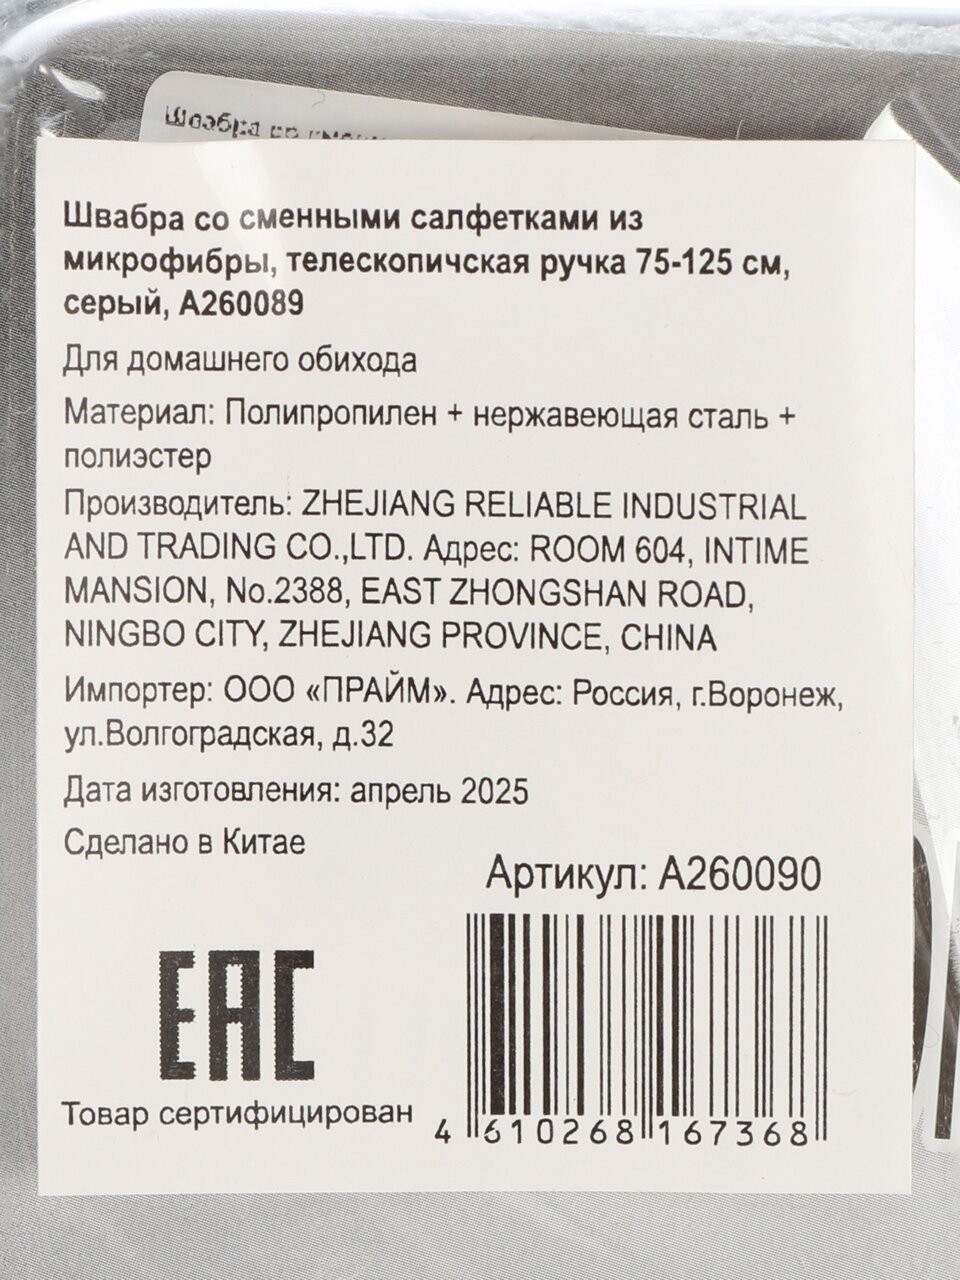 Швабра со
Швабра со сменными салфетками из
микрофибры, телескопичская ручка 75-125 см,
серый, А260089
Для домашнего обихода
Материал: Полипропилен + нержавеющая сталь +
полиэстер
Производитель: ZHEJIANG RELIABLE INDUSTRIAL
AND TRADING CO.,LTD. Адрес: ROOM 604, INTIME
MANSION, No.2388, EAST ZHONGSHAN ROAD,
NINGBO CITY, ZHEJIANG PROVINCE, CHINA
Импортер: ООО «ПРАЙМ». Адрес: Россия, г.Воронеж,
ул.Волгоградская, д.32
Дата изготовления: апрель 2025
Сделано в Китае
Артикул: А260090
EAC
Товар сертифицирован
4 610268 167368